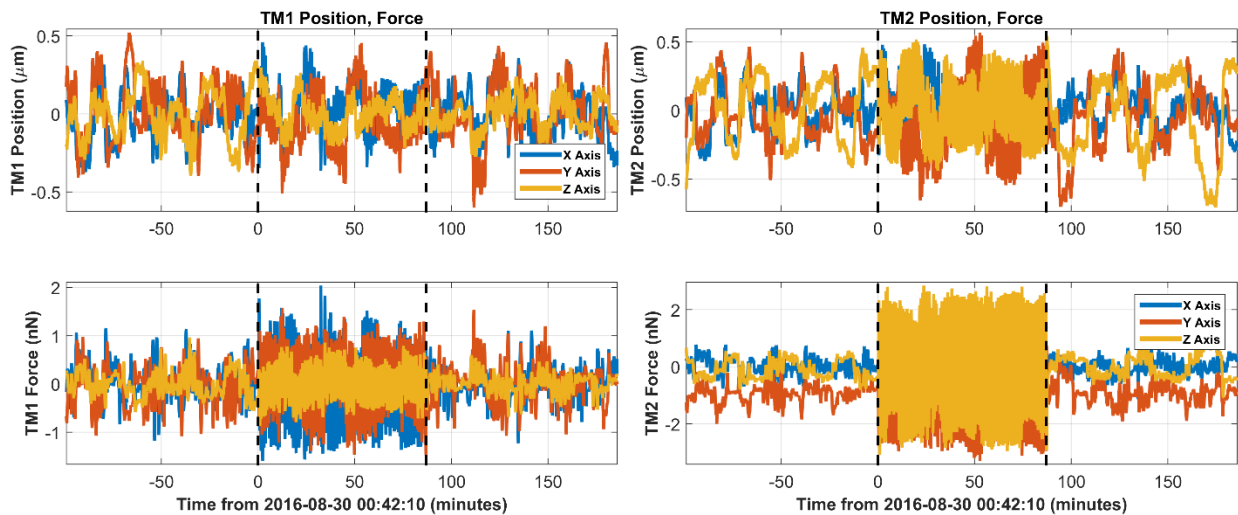 TM1 Position, Force
TM1 Position (μm)
0.5
0
-0.5
-50
0
50
100
150
X Axis
Y Axis
Z Axis
TM2 Position, Force
TM2 Position (μm)
0.5
0
-0.5
-50
0
50
100
150
TM1 Force (nN)
2
1
0
-1
-50
0
50
100
150
Time from 2016-08-30 00:42:10 (minutes)
TM2 Force (nN)
2
0
-2
-50
0
50
100
150
X Axis
Y Axis
Z Axis
Time from 2016-08-30 00:42:10 (minutes)